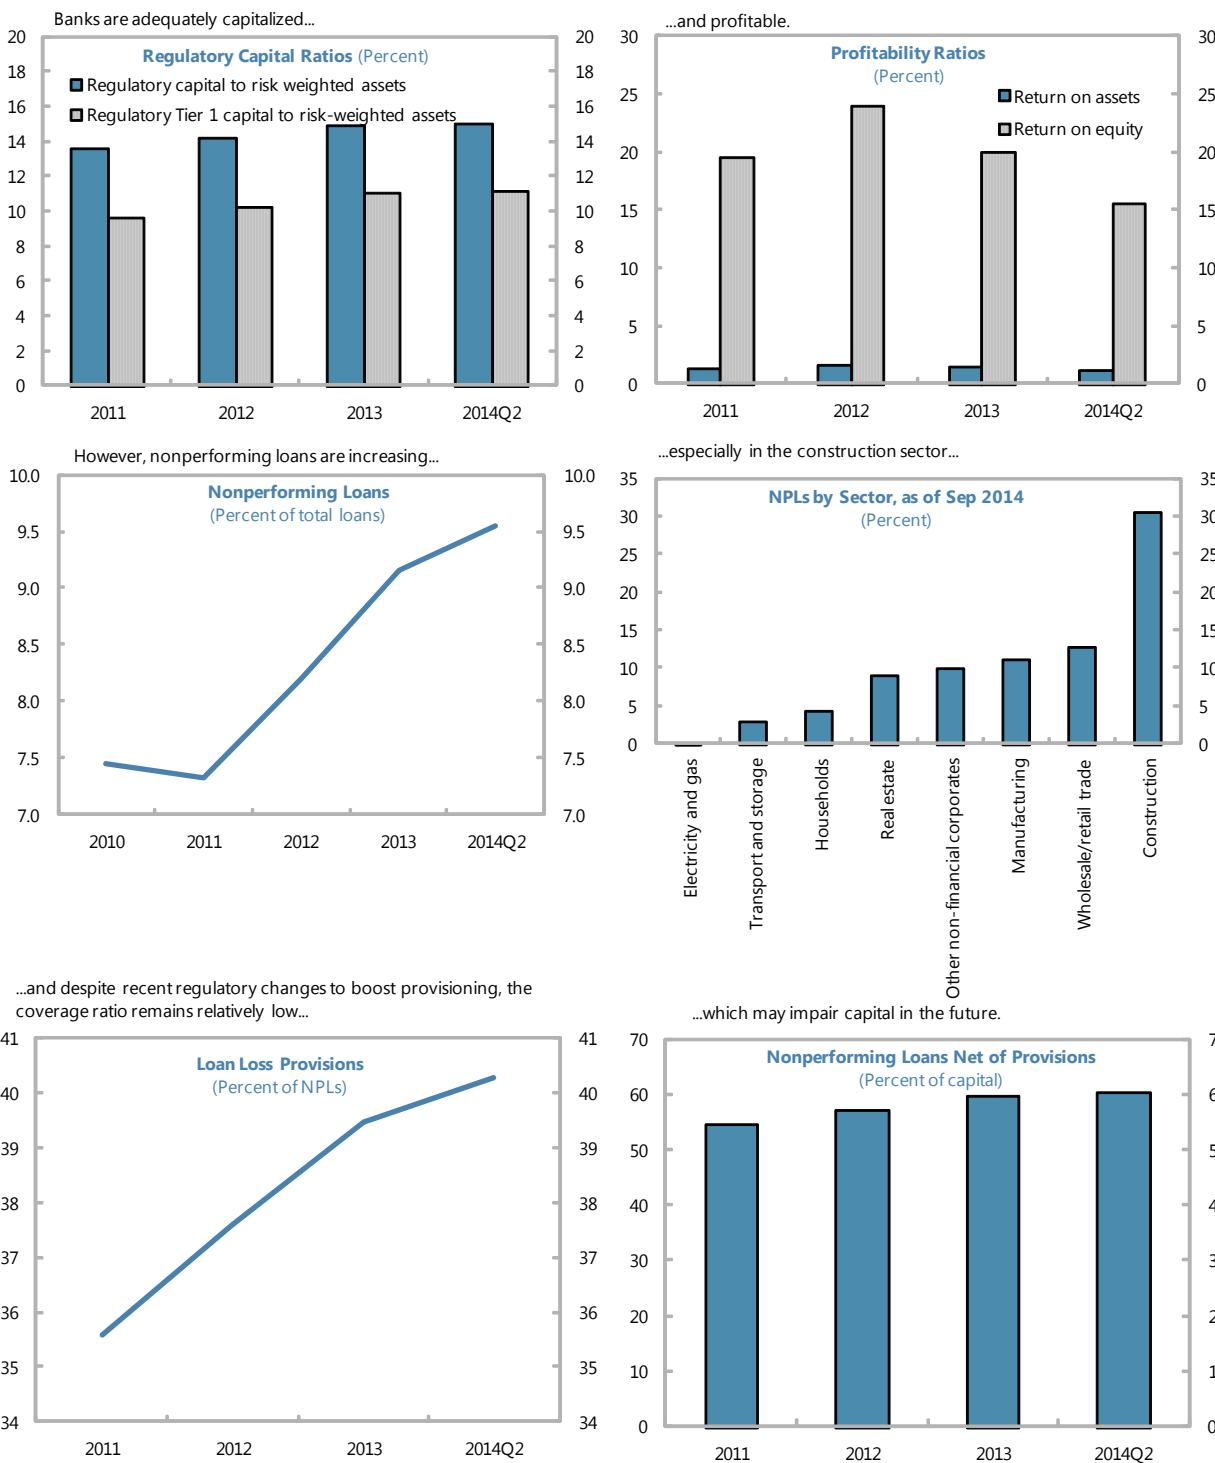 Banks are adequately capitalized...
Regulatory Capital Ratios (Percent)
Regulatory capital to risk weighted assets
Regulatory Tier 1 capital to risk-weighted assets
20 20
18 18
16 16
14 14
12 12
10 10
8 8
6 6
4 4
2 2
0 0
2011 2012 2013 2014Q2
...and profitable.
Profitability Ratios
(Percent)
Return on assets
Return on equity
30 30
25 25
20 20
15 15
10 10
5 5
0 0
2011 2012 2013 2014Q2
However, nonperforming loans are increasing...
Nonperforming Loans
(Percent of total loans)
10.0 10.0
9.5 9.5
9.0 9.0
8.5 8.5
8.0 8.0
7.5 7.5
7.0 7.0
2010 2011 2012 2013 2014Q2
...especially in the construction sector...
NPLs by Sector, as of Sep 2014
(Percent)
35 35
30 30
25 25
20 20
15 15
10 10
5 5
0 0
Electricity and gas
Transport and storage
Households
Real estate
Other non-financial corporates
Manufacturing
Wholesale/retail trade
Construction
...and despite recent regulatory changes to boost provisioning, the
coverage ratio remains relatively low...
Loan Loss Provisions
(Percent of NPLs)
41 41
40 40
39 39
38 38
37 37
36 36
35 35
34 34
2011 2012 2013 2014Q2
...which may impair capital in the future.
Nonperforming Loans Net of Provisions
(Percent of capital)
70
60
50
40
30
20
10
0
2011 2012 2013 2014Q2